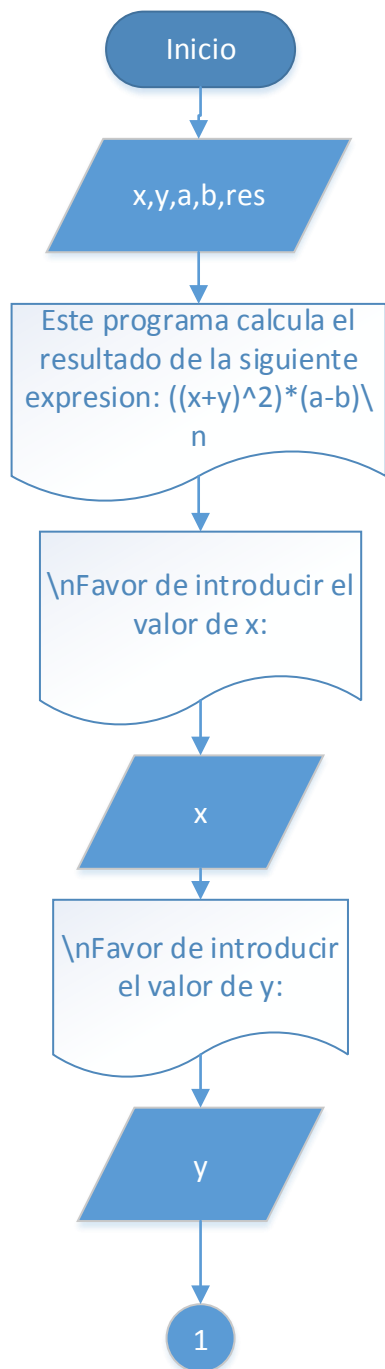 Inicio
x,y,a,b,res
Este programa calcula el
resultado de la siguiente
expresion: ((x+y)^2)*(a-b)\
n
\nFavor de introducir el
valor de x:
x
\nFavor de introducir
el valor de y:
y
1